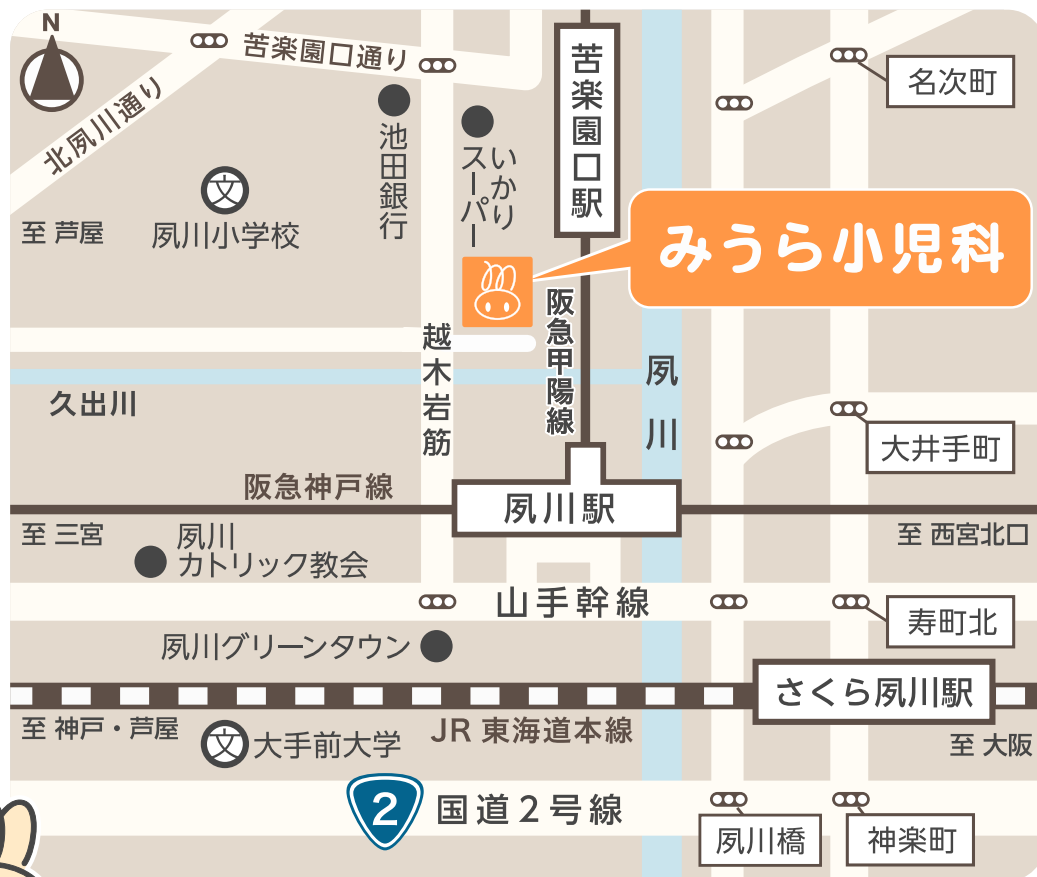 N
苦楽園口通り
北夙川通り
名次町
苦楽園口駅
池田銀行
いかり
スーパー
至 芦屋
夙川小学校
みうら小児科
阪急甲陽線
越木岩筋
夙川
久出川
大井手町
阪急神戸線
夙川駅
至 三宮
至 西宮北口
夙川
カトリック教会
山手幹線
寿町北
夙川グリーンタウン
さくら夙川駅
至 神戸・芦屋
文
文
大手前大学
JR 東海道本線
至 大阪
2
国道2号線
夙川橋
神楽町